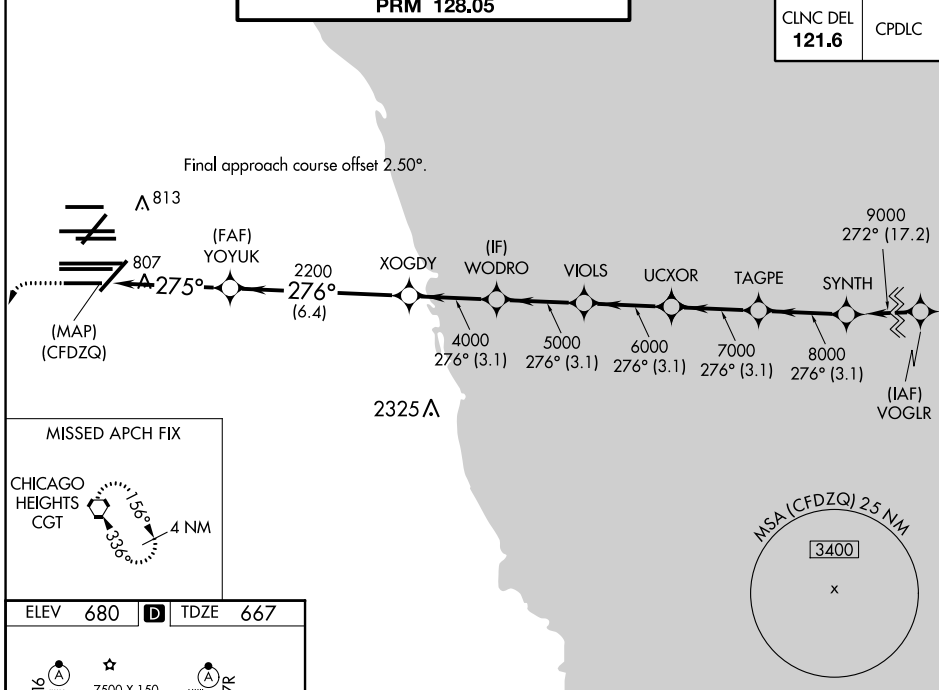 PRM 128.05
CLNC DEL
121.6
CPDLC
Final approach course offset 2.50°.
813
807
(FAF)
YOYUK
275°
2200
276°
(6.4)
XOGDY
(IF)
WODRO
VIOLS
UCXOR
TAGPE
SYNTH
9000
272° (17.2)
4000
276° (3.1)
5000
276° (3.1)
6000
276° (3.1)
7000
276° (3.1)
8000
276° (3.1)
(IAF)
VOGLR
(MAP)
(CFDZQ)
2325
MISSED APCH FIX
CHICAGO
HEIGHTS
CGT
156°
336°
4 NM
MSA (CFDZQ) 25 NM
3400
x
ELEV 680 D TDZE 667
A
A
7500 X 150